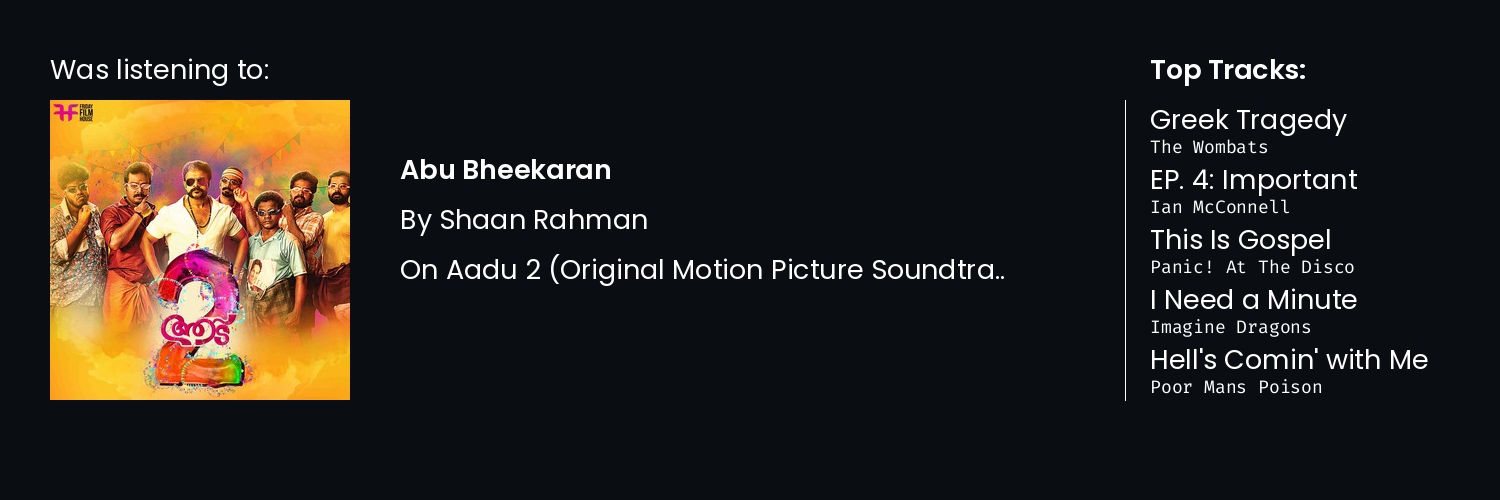 Was listening to:
FRIDAY
FILM
HOUSE
2
ആട്
Abu Bheekaran
By Shaan Rahman
On Aadu 2 (Original Motion Picture Soundtra..
Top Tracks:
Greek Tragedy
The Wombats
EP. 4: Important
Ian McConnell
This Is Gospel
Panic! At The Disco
I Need a Minute
Imagine Dragons
Hell's Comin' with Me
Poor Mans Poison